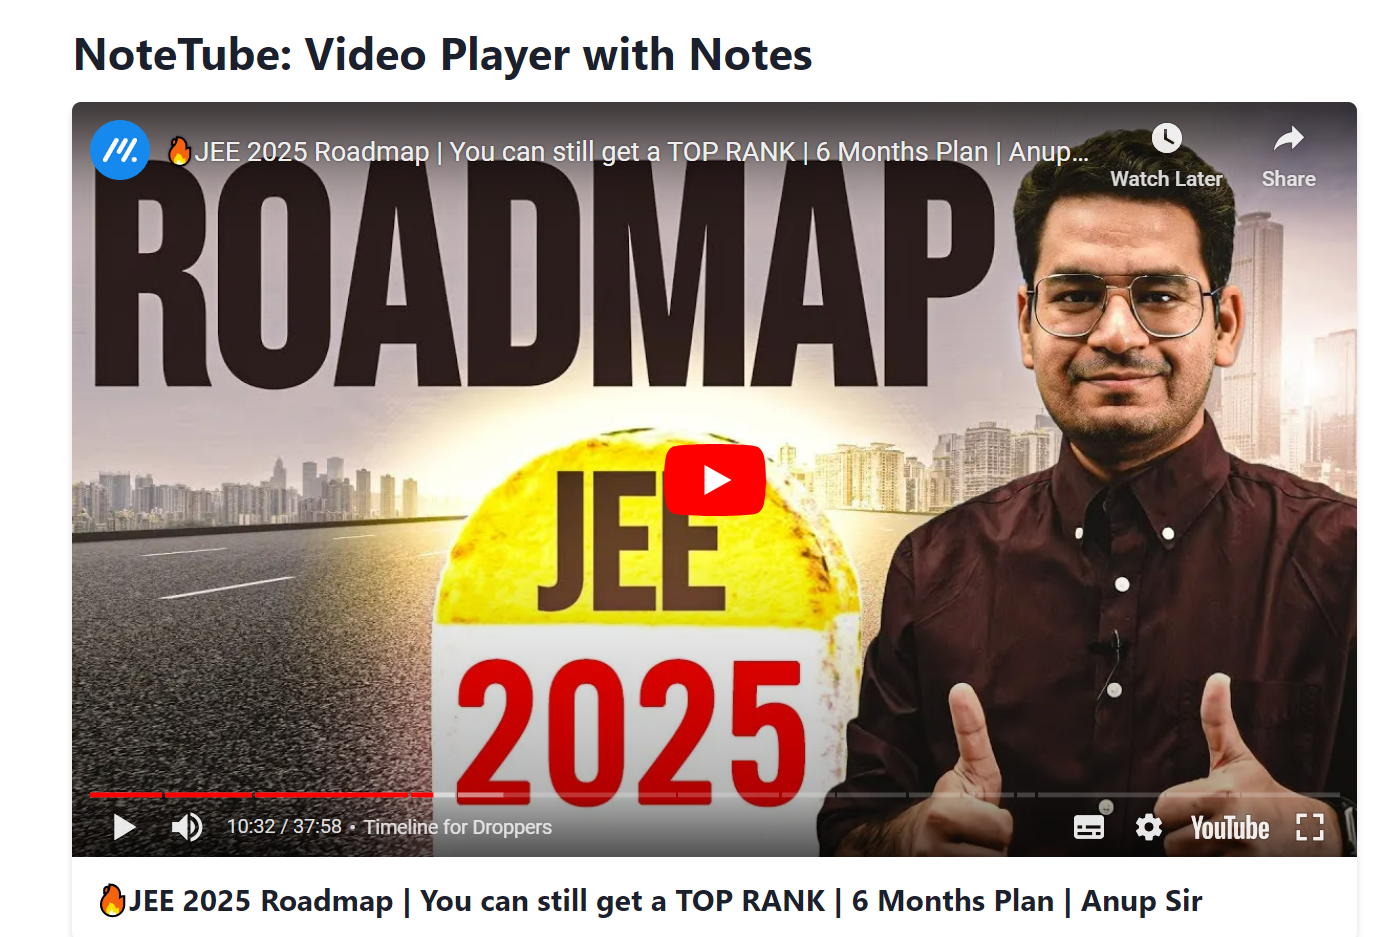 NoteTube: Video Player with Notes
🔥JEE 2025 Roadmap | You can still get a TOP RANK | 6 Months Plan | Anup...
Watch Later
Share
ROADMAP
JEE
2025
10:32 / 37:58 • Timeline for Droppers
YouTube
🔥JEE 2025 Roadmap | You can still get a TOP RANK | 6 Months Plan | Anup Sir